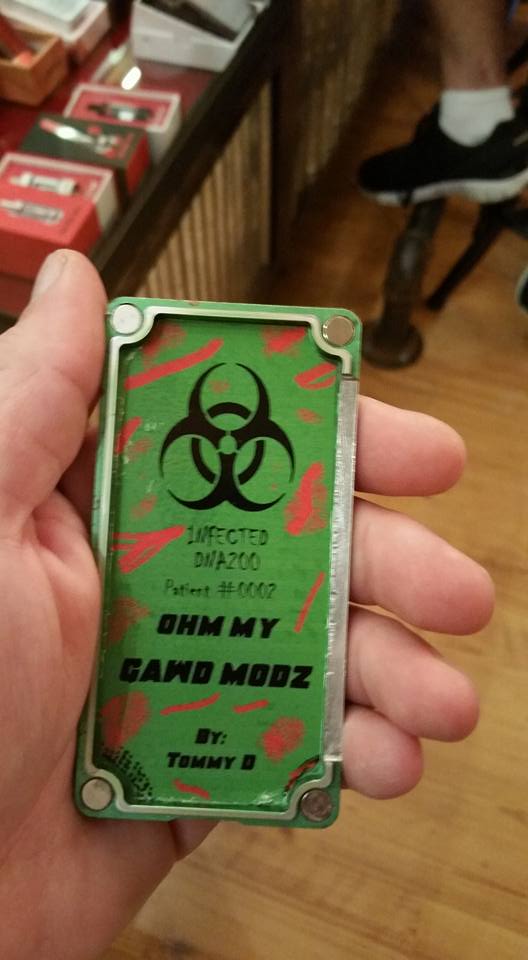 INFECTED
DNA200
Patient #0002
OHM MY
GAWD MODZ
BY:
TOMMY D